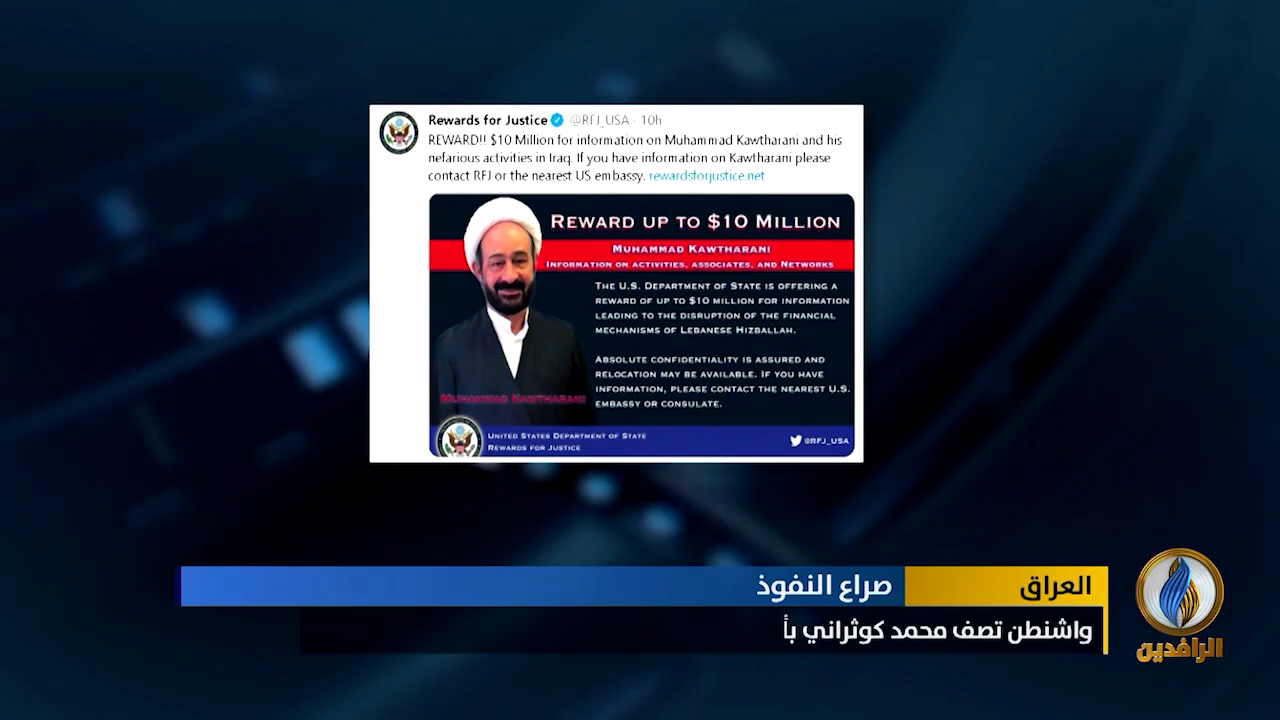 Rewards for Justice @RFJ_USA · 10h
REWARD!! $10 Million for information on Muhammad Kawtharani and his
nefarious activities in Iraq. If you have information on Kawtharani please
contact RFJ or the nearest US embassy. rewardsforjustice.net
REWARD UP TO $10 MILLION
MUHAMMAD KAWTHARANI
INFORMATION ON ACTIVITIES, ASSOCIATES, AND NETWORKS
THE U.S. DEPARTMENT OF STATE IS OFFERING A
REWARD OF UP TO $10 MILLION FOR INFORMATION
LEADING TO THE DISRUPTION OF THE FINANCIAL
MECHANISMS OF LEBANESE HIZBALLAH.
ABSOLUTE CONFIDENTIALITY IS ASSURED AND
RELOCATION MAY BE AVAILABLE. IF YOU HAVE
INFORMATION, PLEASE CONTACT THE NEAREST U.S.
EMBASSY OR CONSULATE.
MUHAMMAD KAWTHARANI
UNITED STATES DEPARTMENT OF STATE
REWARDS FOR JUSTICE
@RFJ_USA
العراق
صراع النفوذ
واشنطن تصف محمد كوثراني بأ
الرافدين